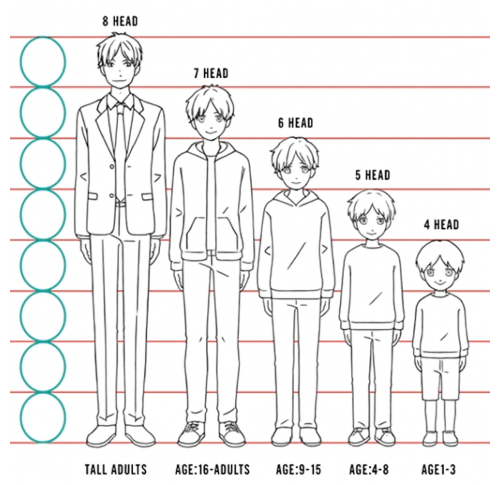 8 HEAD
7 HEAD
6 HEAD
5 HEAD
4 HEAD
TALL ADULTS
AGE:16-ADULTS
AGE:9-15
AGE:4-8
AGE1-3